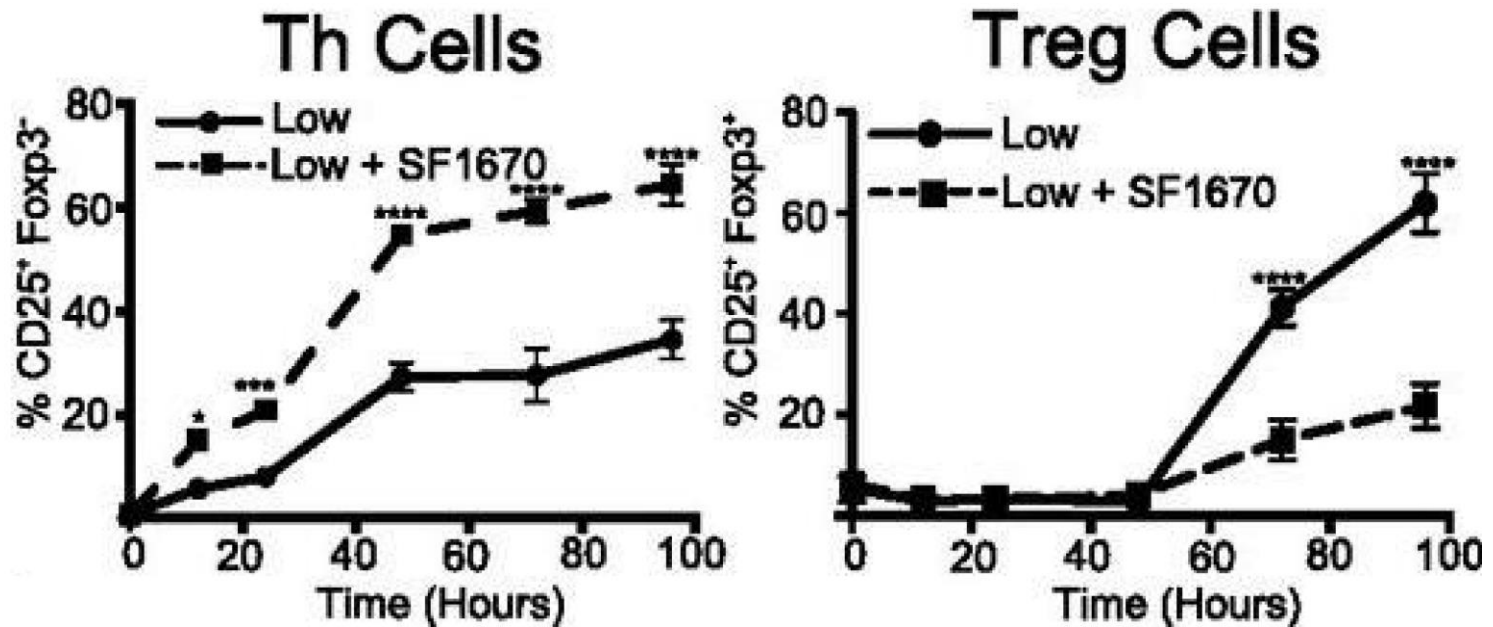 Th Cells
% CD25⁺ Foxp3⁻
80
60
40
20
Low
Low + SF1670
*
***
****
****
****
0 20 40 60 80 100
Time (Hours)
Treg Cells
% CD25⁺ Foxp3⁺
80
60
40
20
Low
Low + SF1670
****
****
0 20 40 60 80 100
Time (Hours)